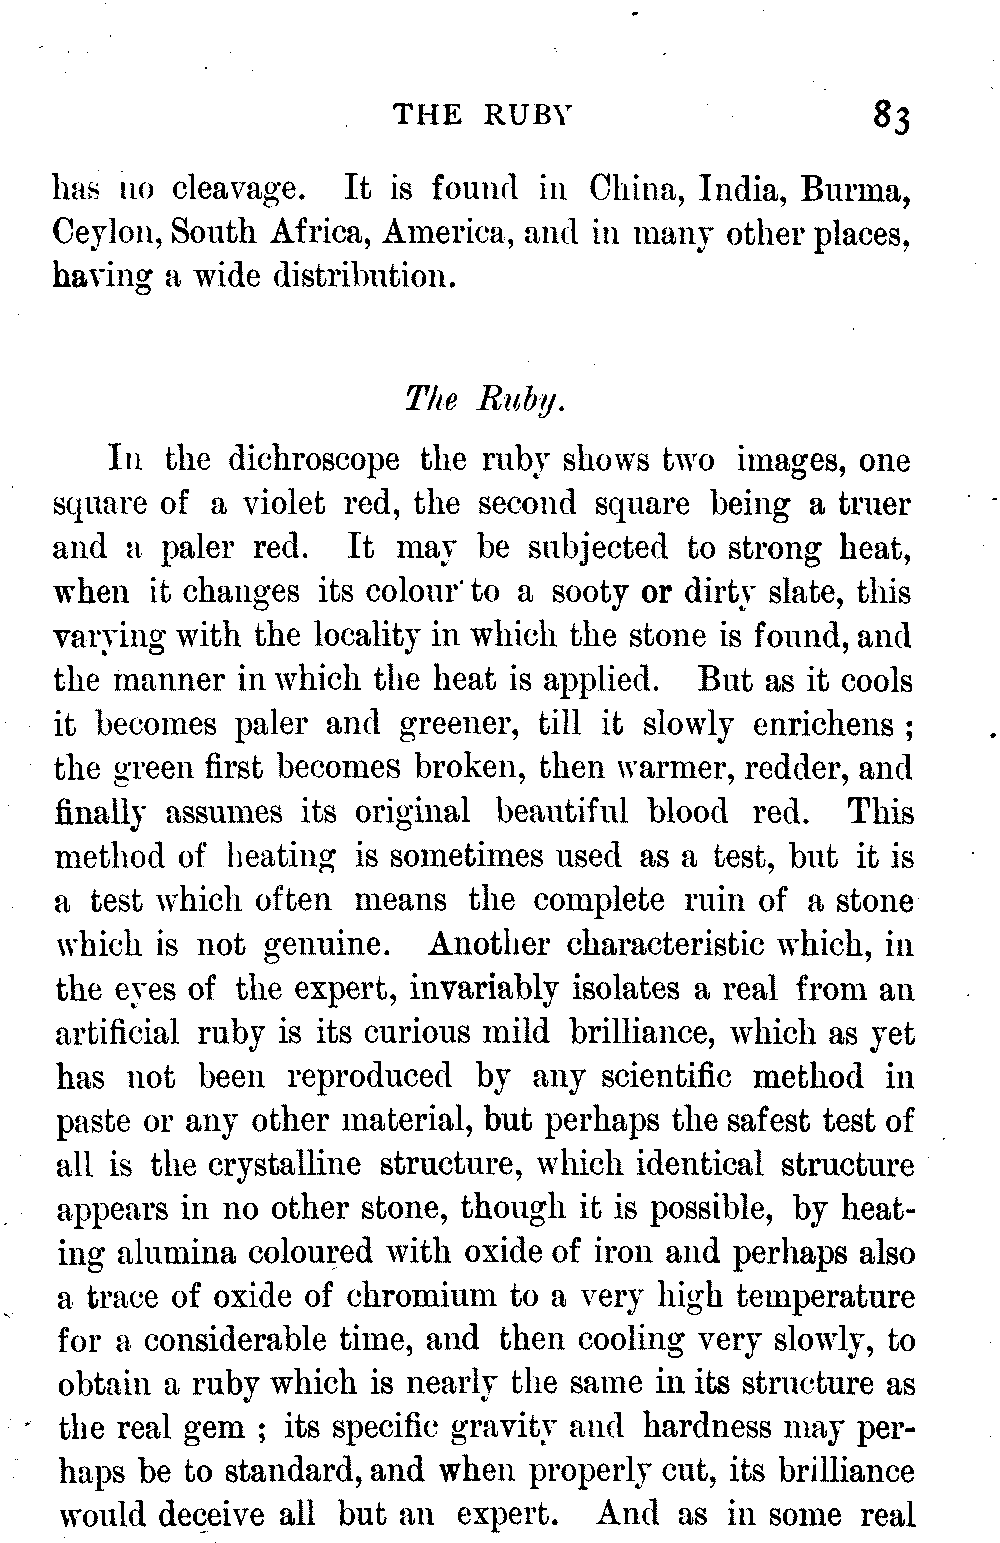 THE RUBY 83
has no cleavage. It is found in China, India, Burma,
Ceylon, South Africa, America, and in many other places,
having a wide distribution.
The Ruby.
In the dichroscope the ruby shows two images, one
square of a violet red, the second square being a truer
and a paler red. It may be subjected to strong heat,
when it changes its colour to a sooty or dirty slate, this
varying with the locality in which the stone is found, and
the manner in which the heat is applied. But as it cools
it becomes paler and greener, till it slowly enrichens ;
the green first becomes broken, then warmer, redder, and
finally assumes its original beautiful blood red. This
method of heating is sometimes used as a test, but it is
a test which often means the complete ruin of a stone
which is not genuine. Another characteristic which, in
the eyes of the expert, invariably isolates a real from an
artificial ruby is its curious mild brilliance, which as yet
has not been reproduced by any scientific method in
paste or any other material, but perhaps the safest test of
all is the crystalline structure, which identical structure
appears in no other stone, though it is possible, by heat-
ing alumina coloured with oxide of iron and perhaps also
a trace of oxide of chromium to a very high temperature
for a considerable time, and then cooling very slowly, to
obtain a ruby which is nearly the same in its structure as
the real gem ; its specific gravity and hardness may per-
haps be to standard, and when properly cut, its brilliance
would deceive all but an expert. And as in some real